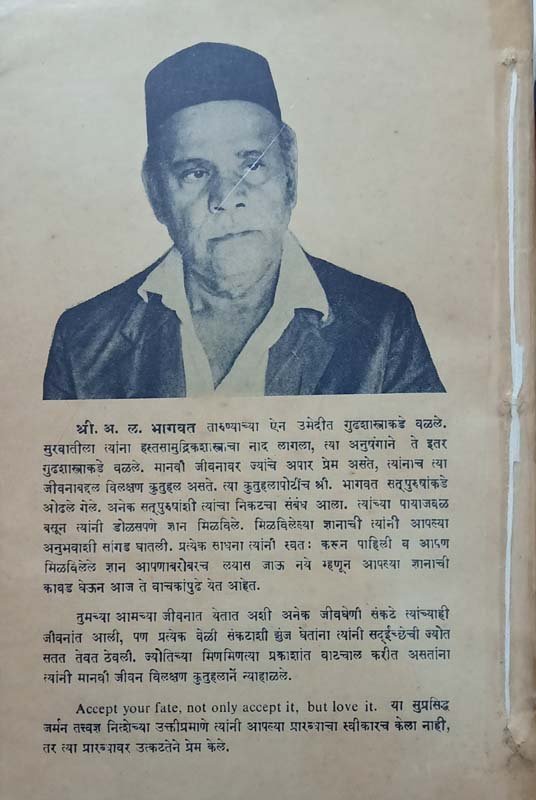 श्री. अ. ल. भागवत तारुण्याच्या ऐन उमेदीत गुढशास्त्राकडे वळले.
सुरवातीला त्यांना हस्तसामुद्रिकशास्त्राचा नाद लागला, त्या अनुषंगाने ते इतर
गुढशास्त्राकडे वळले. मानवी जीवनावर ज्यांचे अपार प्रेम असते, त्यांनाच त्या
जीवनाबद्दल विलक्षण कुतुहल असते. त्या कुतुहलापोटींच श्री. भागवत सत्‌पुरुषांकडे
ओढले गेले. अनेक सत्‌पुरुषांशी त्यांचा निकटचा संबंध आला. त्यांच्या पायाजवळ
बसून त्यांनी डोळसपणे ज्ञान मिळविले. मिळविलेल्या ज्ञानाची त्यांनी आपल्या
अनुभवाशी सांगड घातली. प्रत्येक साधना त्यांनी स्वतः करून पाहिली व आपण
मिळविलेले ज्ञान आपणाबरोबरच लयास जाऊ नये म्हणून आपल्या ज्ञानाची
कावड घेऊन आज ते वाचकांपुढे येत आहेत.
तुमच्या आमच्या जीवनात येतात अशी अनेक जीवघेणी संकटे त्यांच्याही
जीवनांत आली, पण प्रत्येक वेळी संकटाशी झुंज घेतांना त्यांनी सद्‌ईच्छेची ज्योत
सतत तेवत ठेवली. ज्योतिच्या मिणमिणत्या प्रकाशांत वाटचाल करीत असतांना
त्यांनी मानवी जीवन विलक्षण कुतुहलानें न्याहाळले.
Accept your fate, not only accept it, but love it. या सुप्रसिद्ध
जर्मन तत्त्वज्ञ नित्शेच्या उक्तीप्रमाणे त्यांनी आपल्या प्रारब्धाचा स्वीकारच केला नाही,
तर त्या प्रारब्धावर उत्कटतेने प्रेम केले.